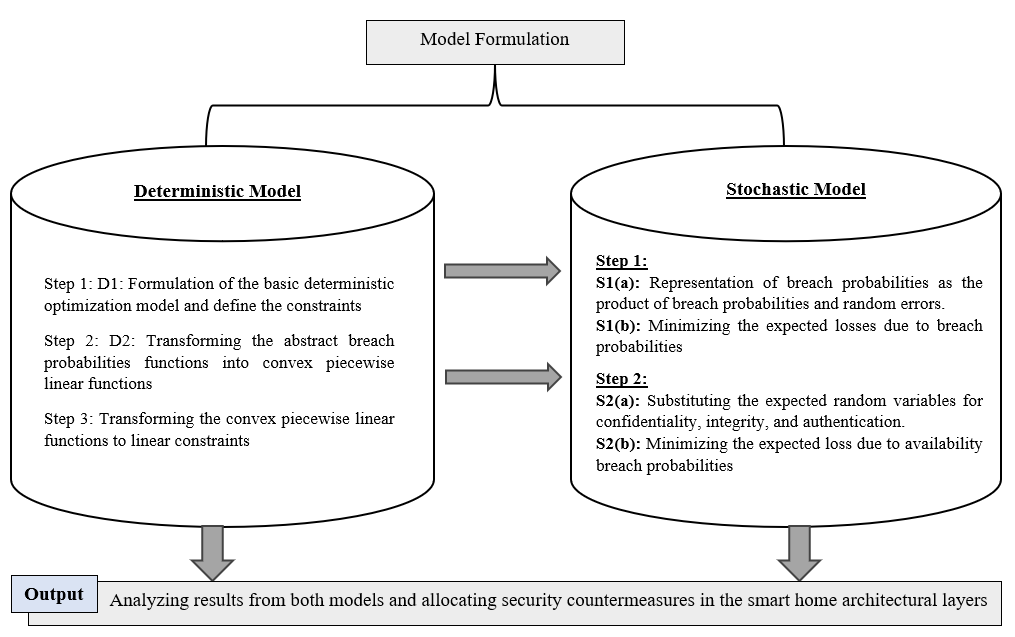 Model Formulation
Deterministic Model
Step 1: D1: Formulation of the basic deterministic
optimization model and define the constraints
Step 2: D2: Transforming the abstract breach
probabilities functions into convex piecewise
linear functions
Step 3: Transforming the convex piecewise linear
functions to linear constraints
Stochastic Model
Step 1:
S1(a): Representation of breach probabilities as the
product of breach probabilities and random errors.
S1(b): Minimizing the expected losses due to breach
probabilities
Step 2:
S2(a): Substituting the expected random variables for
confidentiality, integrity, and authentication.
S2(b): Minimizing the expected loss due to availability
breach probabilities
Output
Analyzing results from both models and allocating security countermeasures in the smart home architectural layers